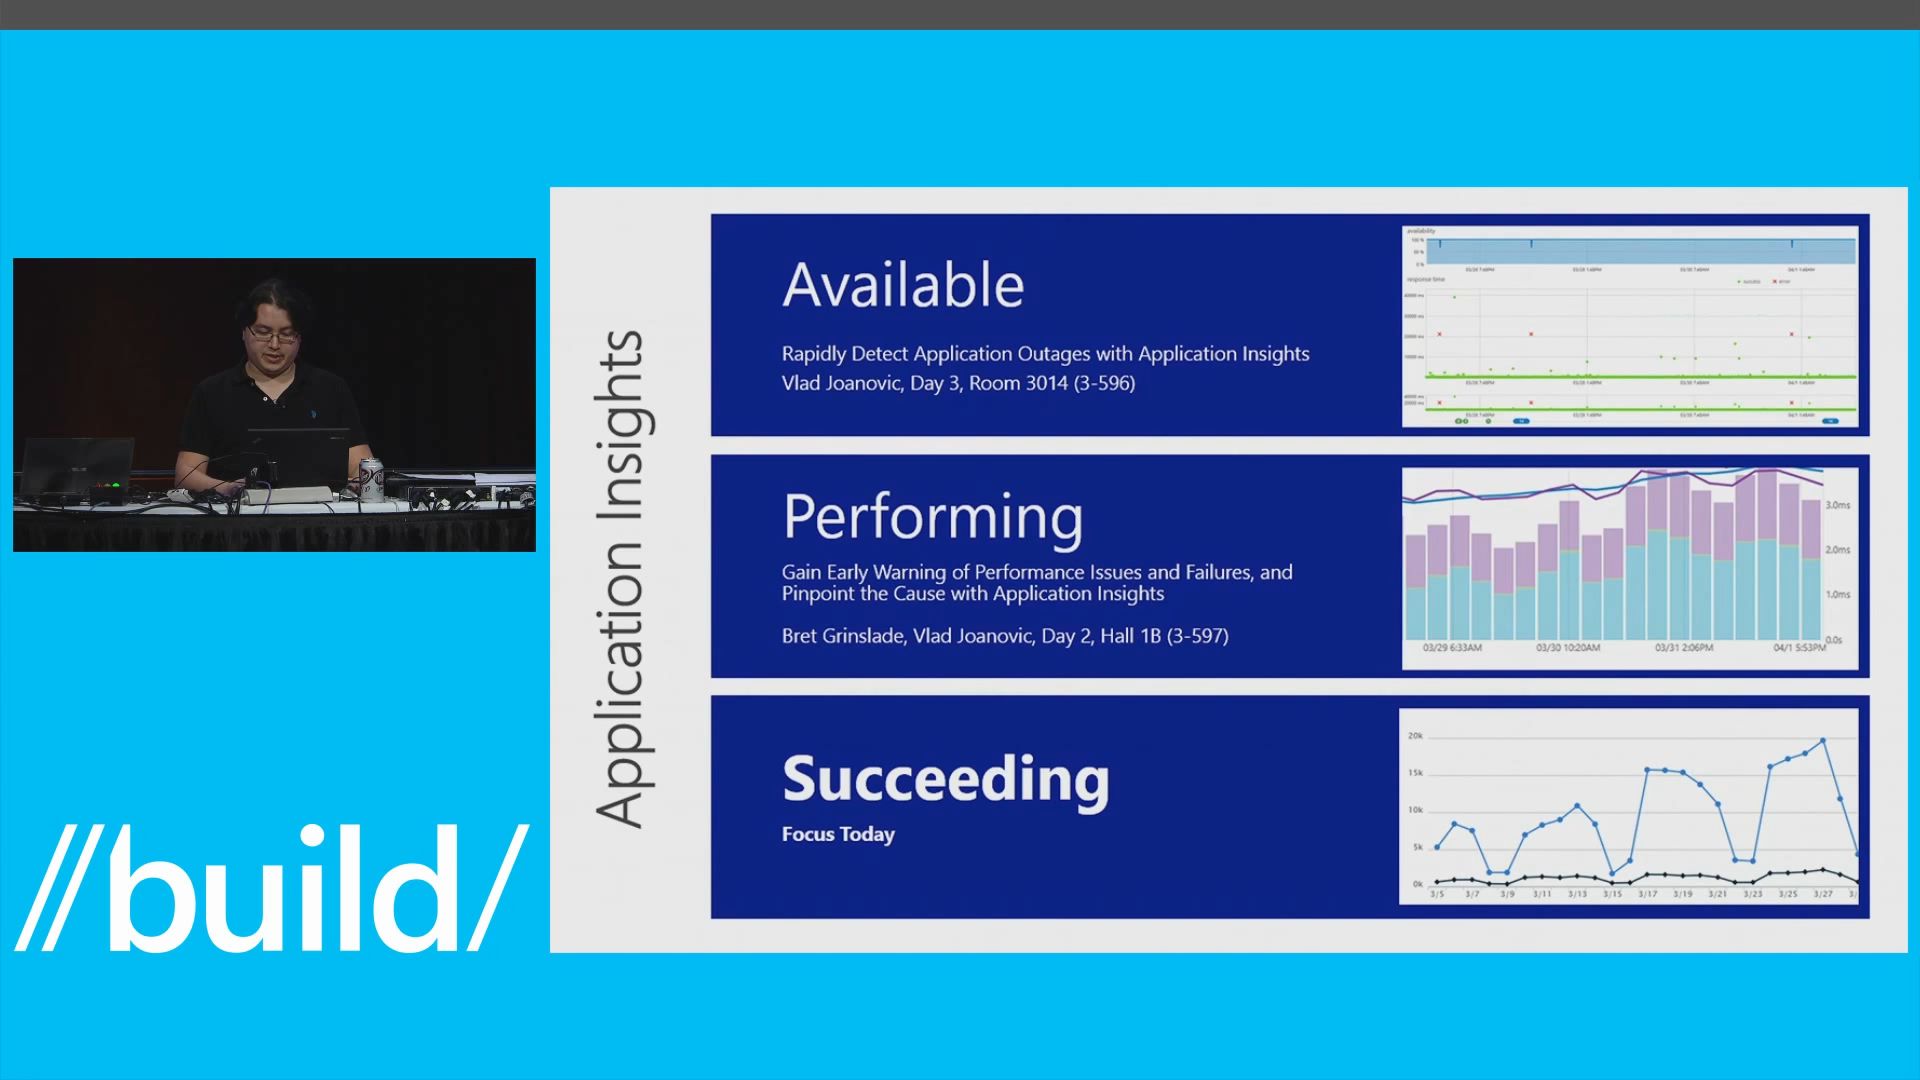 Application Insights
Available
Rapidly Detect Application Outages with Application Insights
Vlad Joanovic, Day 3, Room 3014 (3-596)
availability
response time
Performing
Gain Early Warning of Performance Issues and Failures, and
Pinpoint the Cause with Application Insights
Bret Grinslade, Vlad Joanovic, Day 2, Hall 1B (3-597)
3.0ms
2.0ms
1.0ms
0.0s
03/29 6:33AM 03/30 10:20AM 03/31 2:06PM 04/1 5:53PM
Succeeding
Focus Today
20k
15k
10k
5k
0k
3/5 3/7 3/9 3/11 3/13 3/15 3/17 3/19 3/21 3/23 3/25 3/27
//build/